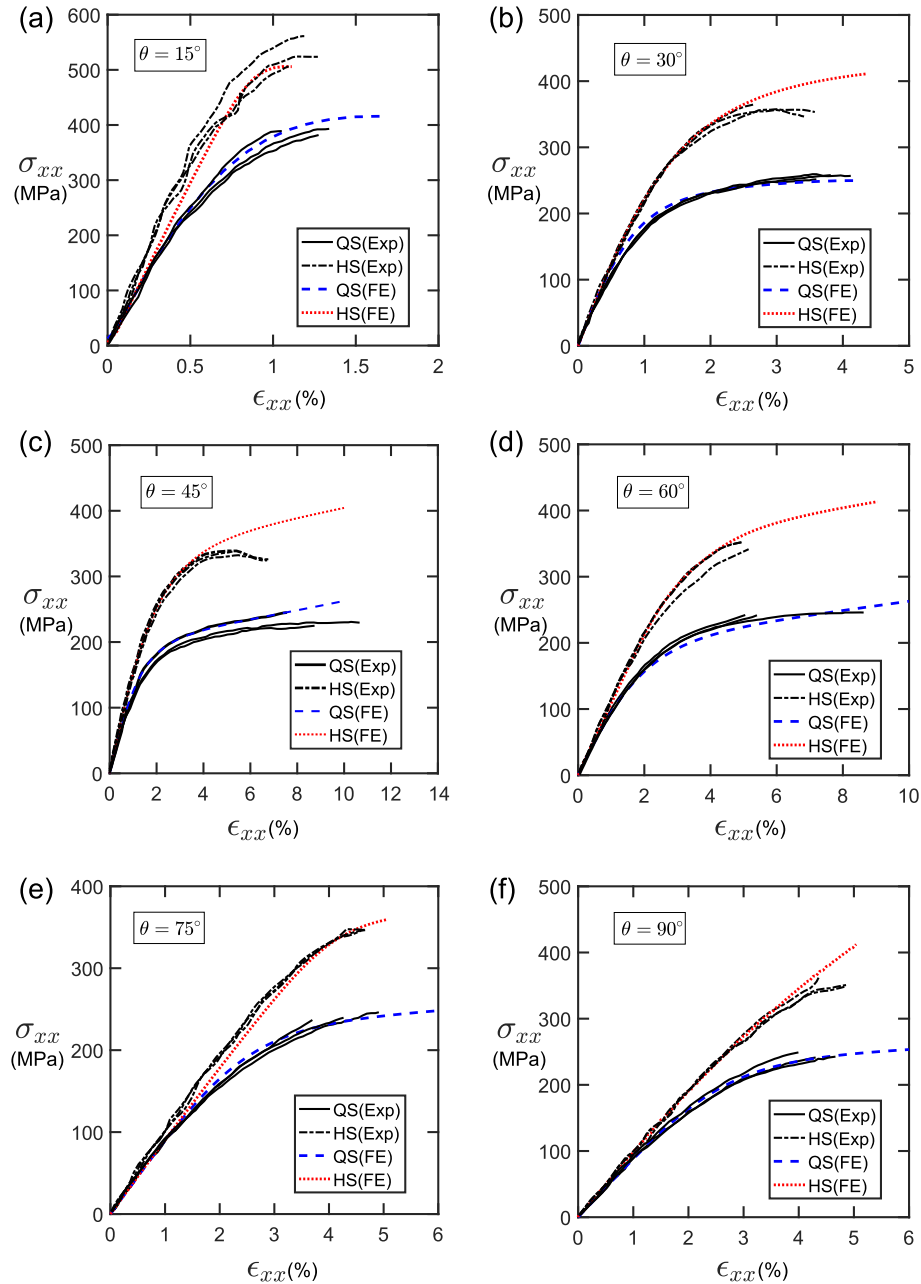 (a)
θ = 15°
600
500
400
300
200
100
0
σxx
(MPa)
QS(Exp)
HS(Exp)
QS(FE)
HS(FE)
0 0.5 1 1.5 2
ϵxx(%)
(b)
θ = 30°
500
400
300
200
100
0
σxx
(MPa)
QS(Exp)
HS(Exp)
QS(FE)
HS(FE)
0 1 2 3 4 5
ϵxx(%)
(c)
θ = 45°
500
400
300
200
100
0
σxx
(MPa)
QS(Exp)
HS(Exp)
QS(FE)
HS(FE)
0 2 4 6 8 10 12 14
ϵxx(%)
(d)
θ = 60°
500
400
300
200
100
0
σxx
(MPa)
QS(Exp)
HS(Exp)
QS(FE)
HS(FE)
0 2 4 6 8 10
ϵxx(%)
(e)
θ = 75°
400
300
200
100
0
σxx
(MPa)
QS(Exp)
HS(Exp)
QS(FE)
HS(FE)
0 1 2 3 4 5 6
ϵxx(%)
(f)
θ = 90°
500
400
300
200
100
0
σxx
(MPa)
QS(Exp)
HS(Exp)
QS(FE)
HS(FE)
0 1 2 3 4 5 6
ϵxx(%)